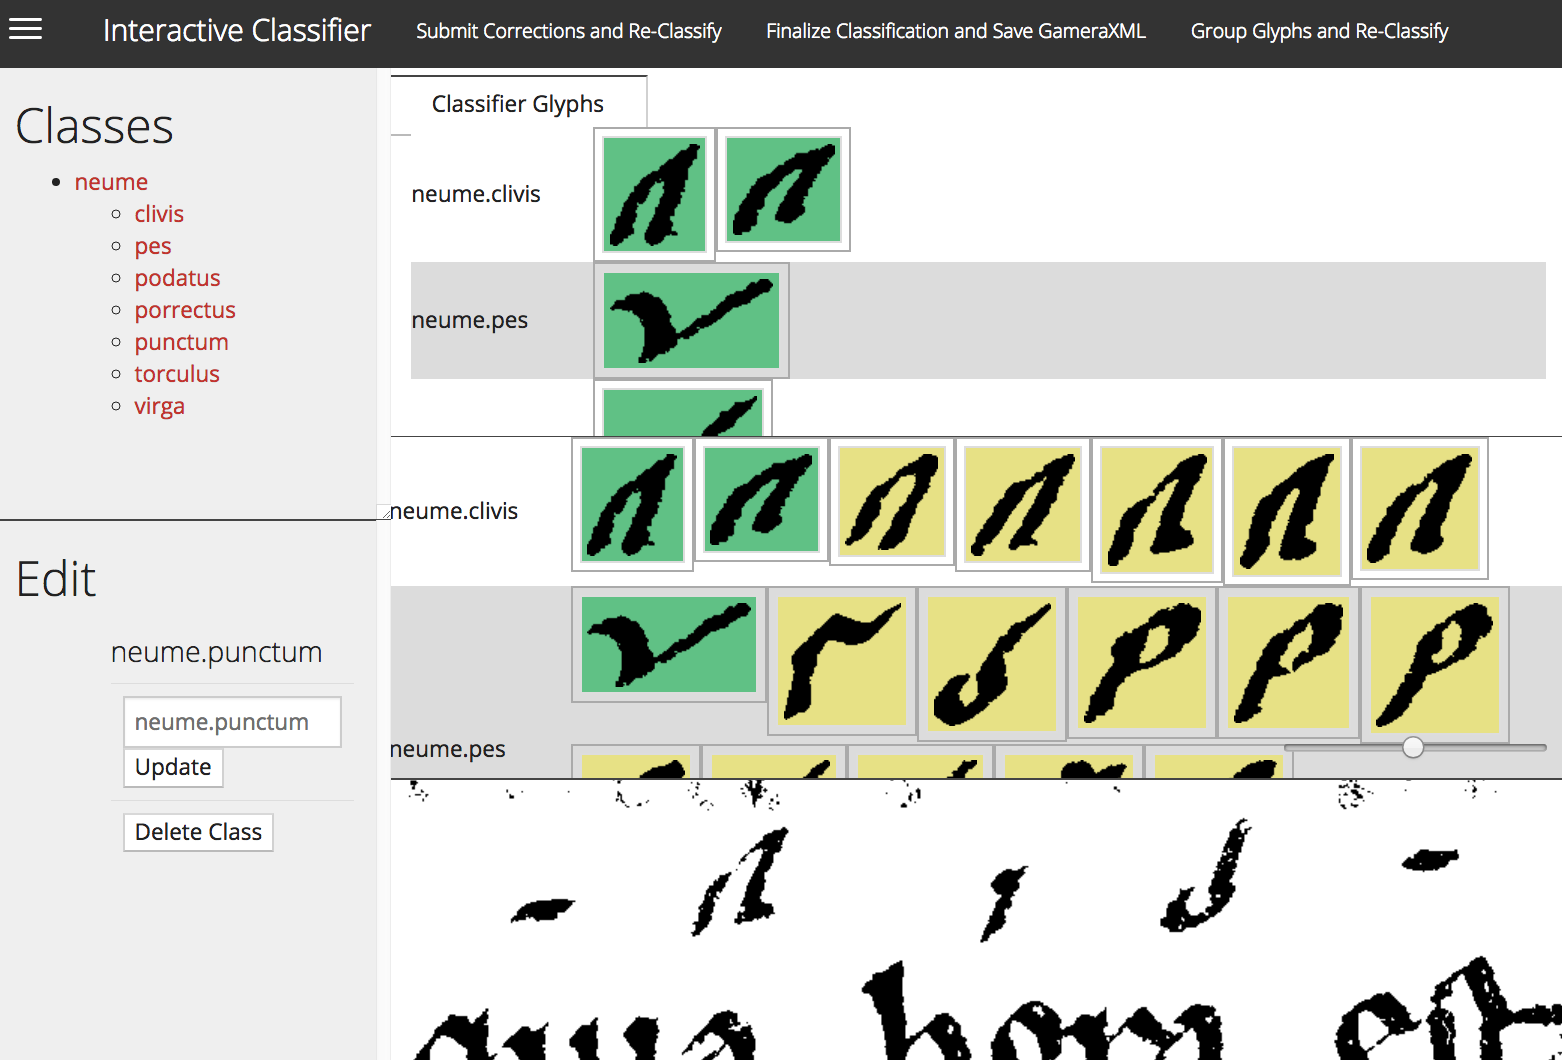 Interactive Classifier Submit Corrections and Re-Classify Finalize Classification and Save GameraXML Group Glyphs and Re-Classify
Classes
neume
clivis
pes
podatus
porrectus
punctum
torculus
virga
Edit
neume.punctum
neume.punctum
Update
Delete Class
Classifier Glyphs
neume.clivis
neume.pes
neume.clivis
neume.pes